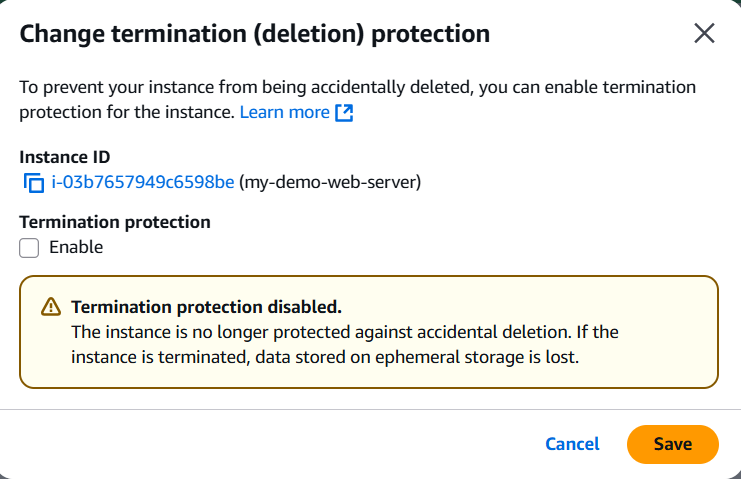 Change termination (deletion) protection
To prevent your instance from being accidentally deleted, you can enable termination
protection for the instance. Learn more
Instance ID
i-03b7657949c6598be (my-demo-web-server)
Termination protection
Enable
Termination protection disabled.
The instance is no longer protected against accidental deletion. If the
instance is terminated, data stored on ephemeral storage is lost.
Cancel Save